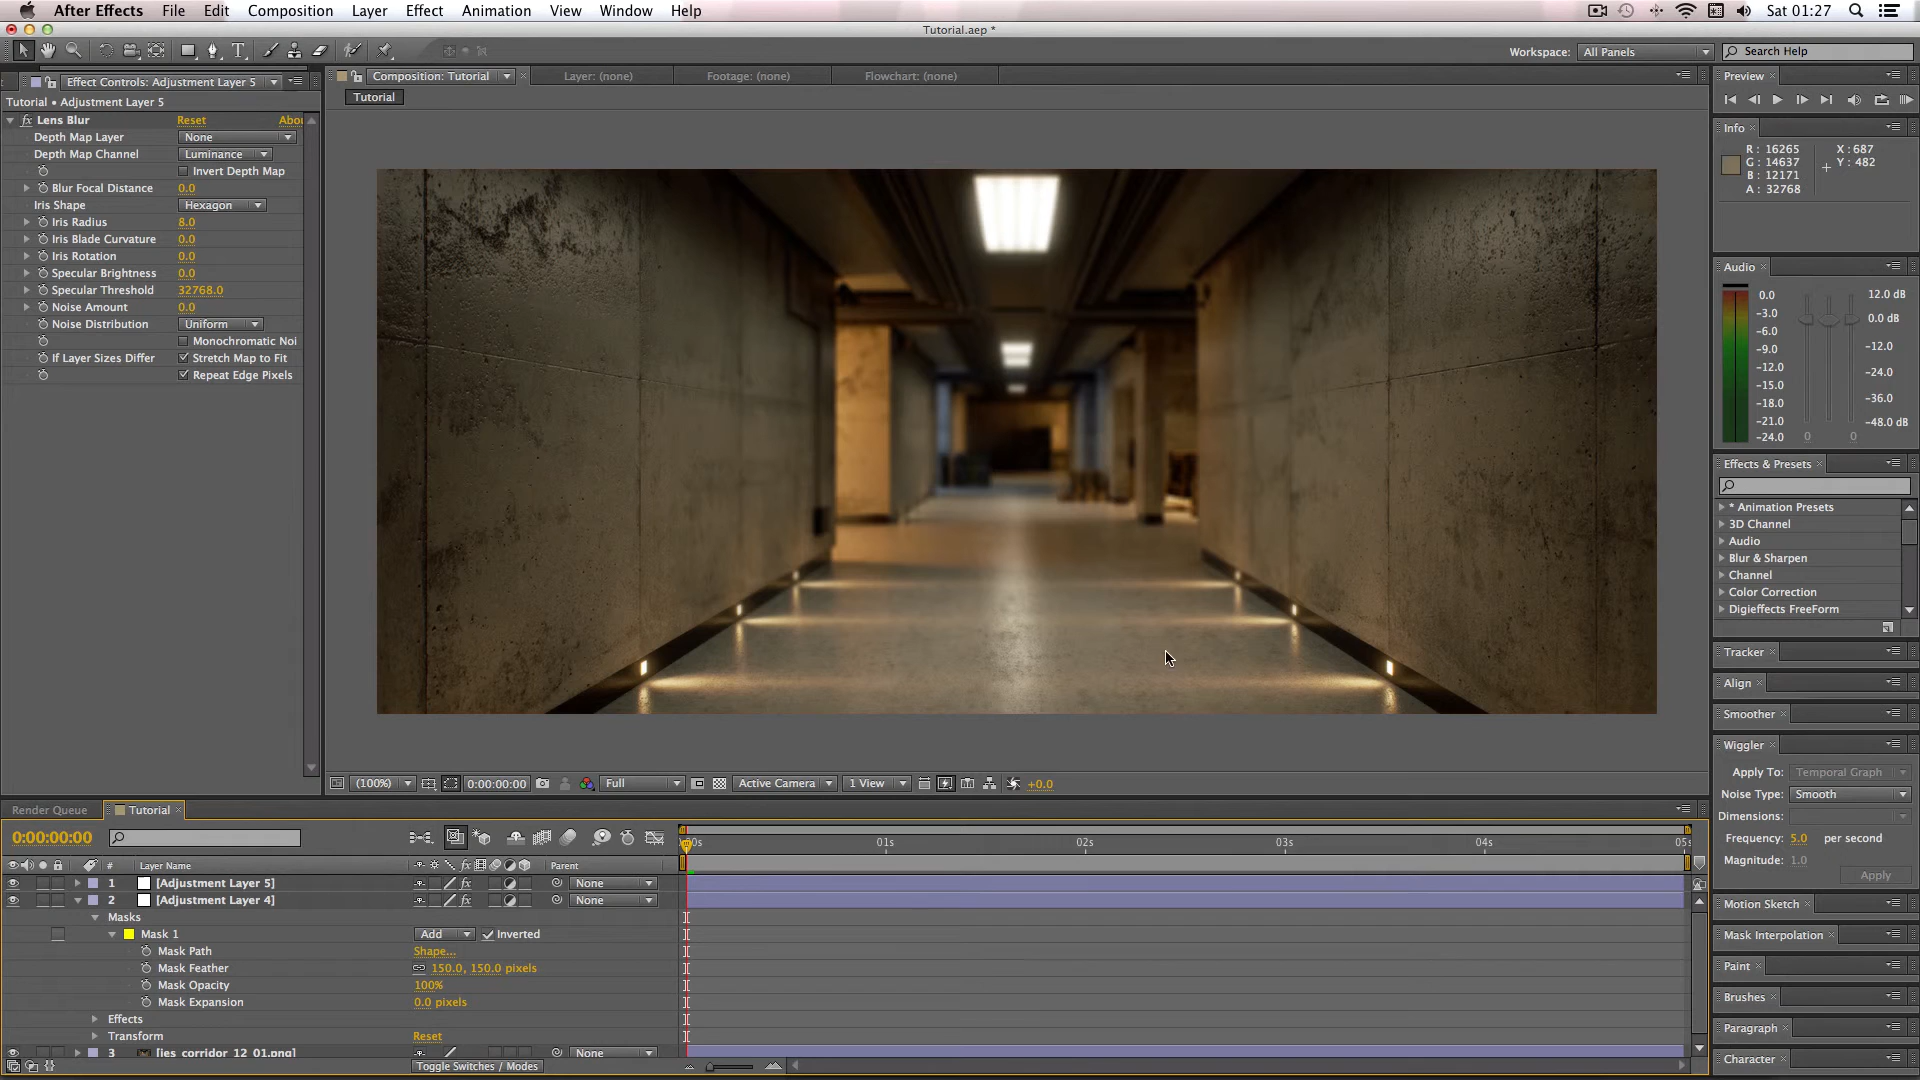 After Effects File Edit Composition Layer Effect Animation View Window Help Sat 01:27
Tutorial.aep *
Workspace: All Panels Search Help
Effect Controls: Adjustment Layer 5
Tutorial • Adjustment Layer 5
fx Lens Blur Reset Abou
Depth Map Layer None
Depth Map Channel Luminance
Invert Depth Map
Blur Focal Distance 0.0
Iris Shape Hexagon
Iris Radius 8.0
Iris Blade Curvature 0.0
Iris Rotation 0.0
Specular Brightness 0.0
Specular Threshold 32768.0
Noise Amount 0.0
Noise Distribution Uniform
Monochromatic Noi
If Layer Sizes Differ Stretch Map to Fit
Repeat Edge Pixels
Composition: Tutorial Layer: (none) Footage: (none) Flowchart: (none)
Tutorial
(100%) 0:00:00:00 Full Active Camera 1 View +0.0
Preview
Info
R: 16265 X: 687
G: 14637 Y: 482
B: 12171
A: 32768
Audio
0.0 12.0 dB
-3.0 0.0 dB
-6.0
-9.0 -12.0
-12.0 -24.0
-15.0
-18.0 -36.0
-21.0 -48.0 dB
-24.0 0 0
Effects & Presets
* Animation Presets
3D Channel
Audio
Blur & Sharpen
Channel
Color Correction
Digieffects FreeForm
Tracker
Align
Smoother
Wiggler
Apply To: Temporal Graph
Noise Type: Smooth
Dimensions:
Frequency: 5.0 per second
Magnitude: 1.0
Apply
Motion Sketch
Mask Interpolation
Paint
Brushes
Paragraph
Character
Render Queue Tutorial
0:00:00:00 01s 02s 03s 04s
# Layer Name fx Parent
1 [Adjustment Layer 5] fx None
2 [Adjustment Layer 4] fx None
Masks
Mask 1 Add Inverted
Mask Path Shape...
Mask Feather 150.0, 150.0 pixels
Mask Opacity 100%
Mask Expansion 0.0 pixels
Effects
Transform Reset
3 [ies_corridor_12_01.png] None
Toggle Switches / Modes